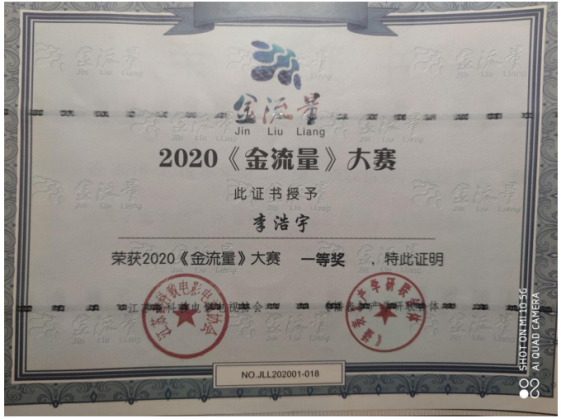 金流量
Jin Liu Liang
2020《金流量》大赛
此证书授予
李浩宇
荣获2020《金流量》大赛 一等奖 、特此证明
NO.JLL202001-018
SHOT ON MI 10 5G
AI QUAD CAMERA